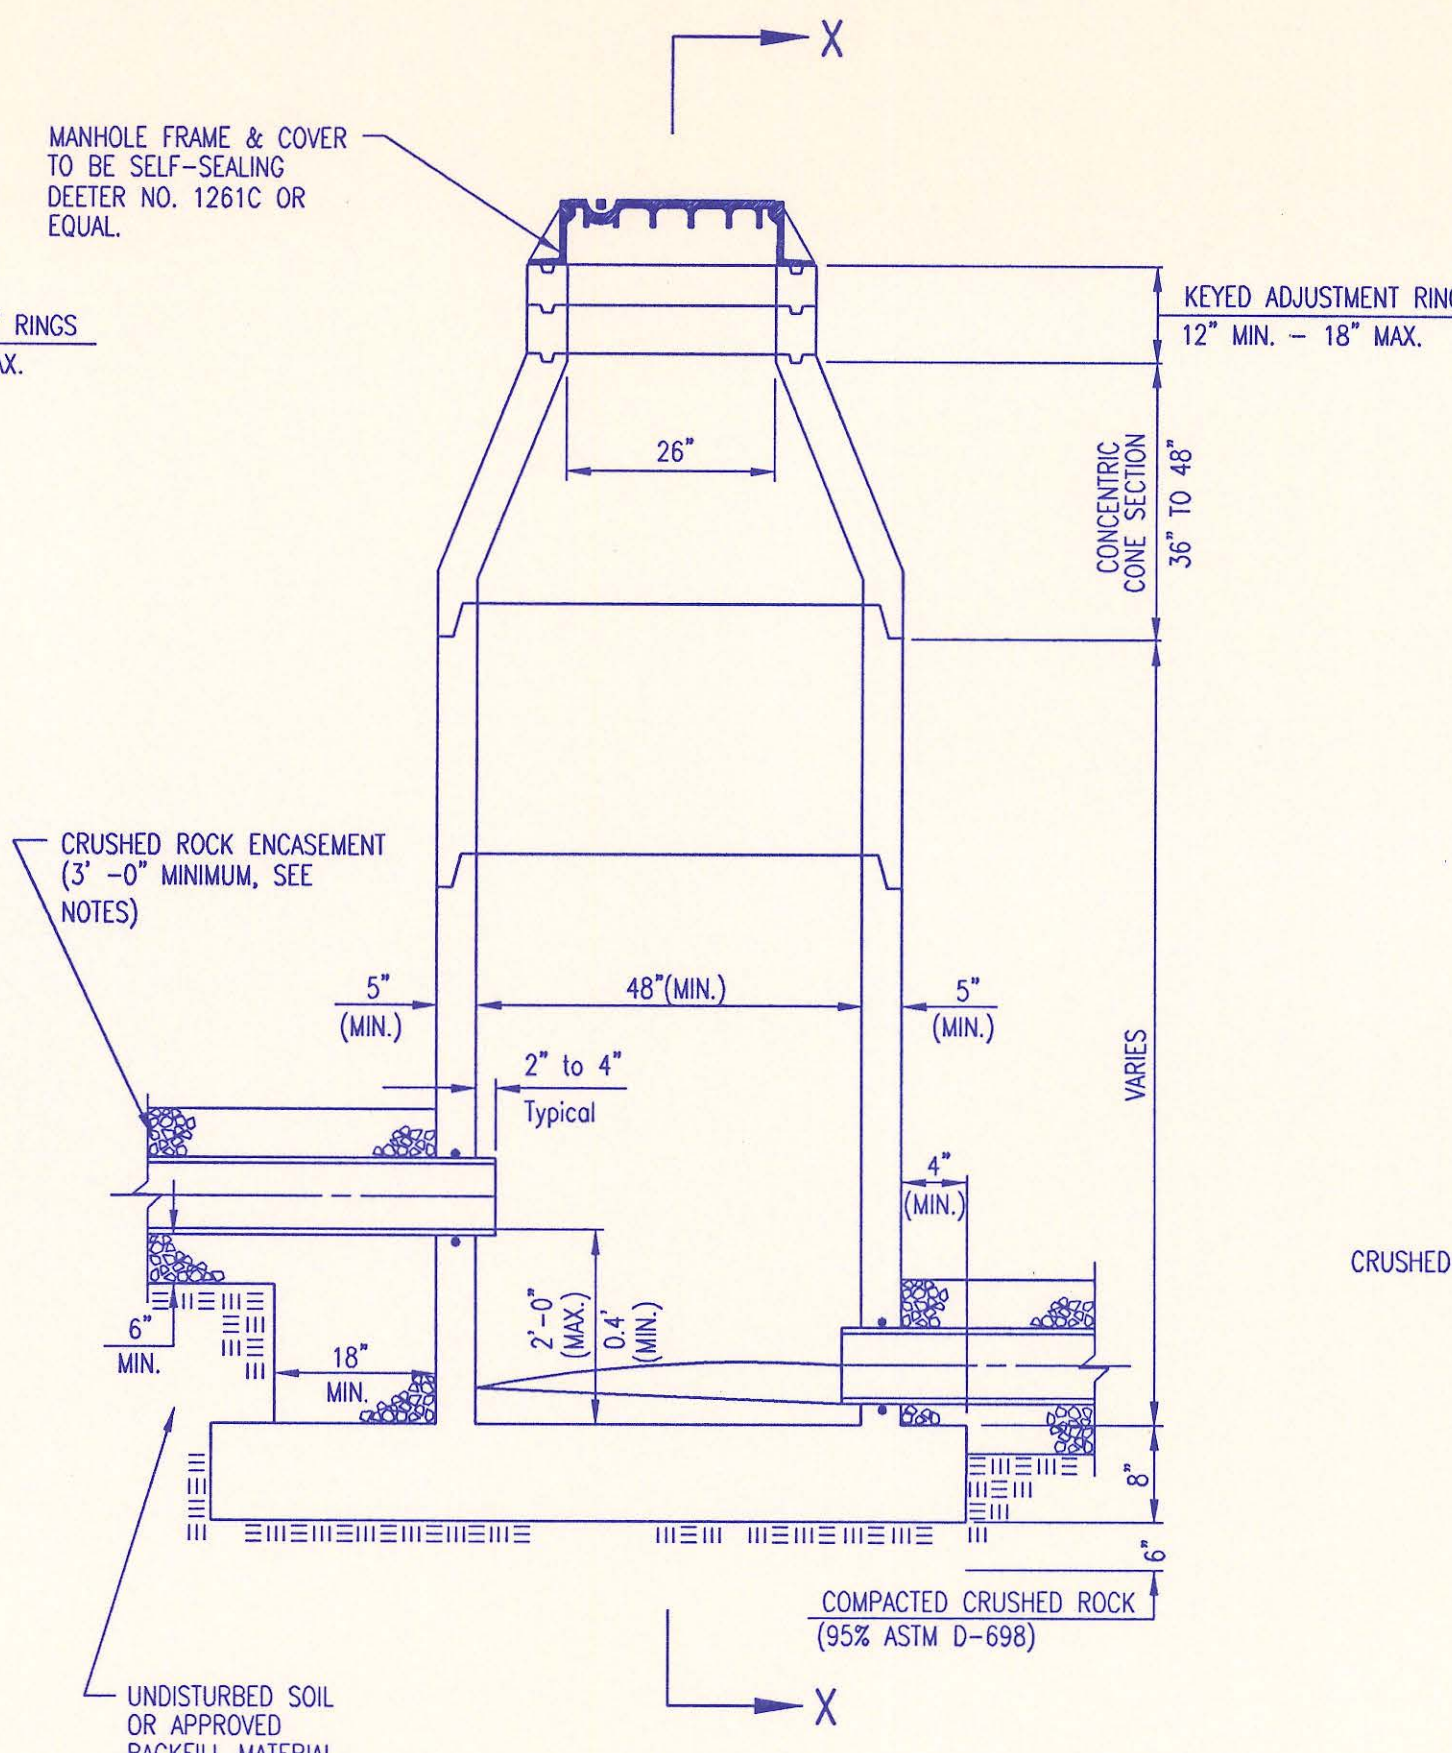 X
MANHOLE FRAME & COVER
TO BE SELF-SEALING
DEETER NO. 1261C OR
EQUAL.
RINGS
KEYED ADJUSTMENT
12" MIN. - 18" MAX.
26"
CONCENTRIC
CONE SECTION
36" TO 48"
CRUSHED ROCK ENCASEMENT
(3' -0" MINIMUM, SEE
NOTES)
5"
(MIN.)
48"(MIN.)
5"
(MIN.)
VARIES
2" to 4"
Typical
4"
(MIN.)
CRUSHED
2'-0"
(MAX.)
0.4'
(MIN.)
6"
MIN.
18"
MIN.
8"
6"
COMPACTED CRUSHED ROCK
(95% ASTM D-698)
X
UNDISTURBED SOIL
OR APPROVED
BACKFILL MATERIAL